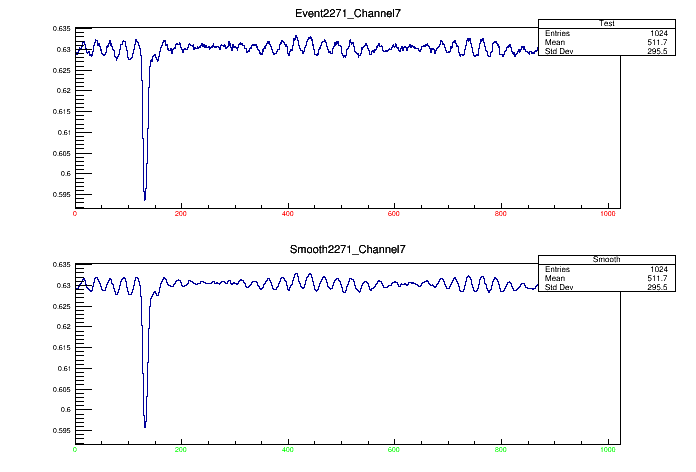 Event2271_Channel7
Test
Entries 1024
Mean 511.7
Std Dev 295.5
0.635
0.63
0.625
0.62
0.615
0.61
0.605
0.6
0.595
0 200 400 600 800 1000
Smooth2271_Channel7
Smooth
Entries 1024
Mean 511.7
Std Dev 295.5
0.635
0.63
0.625
0.62
0.615
0.61
0.605
0.6
0.595
0 200 400 600 800 1000